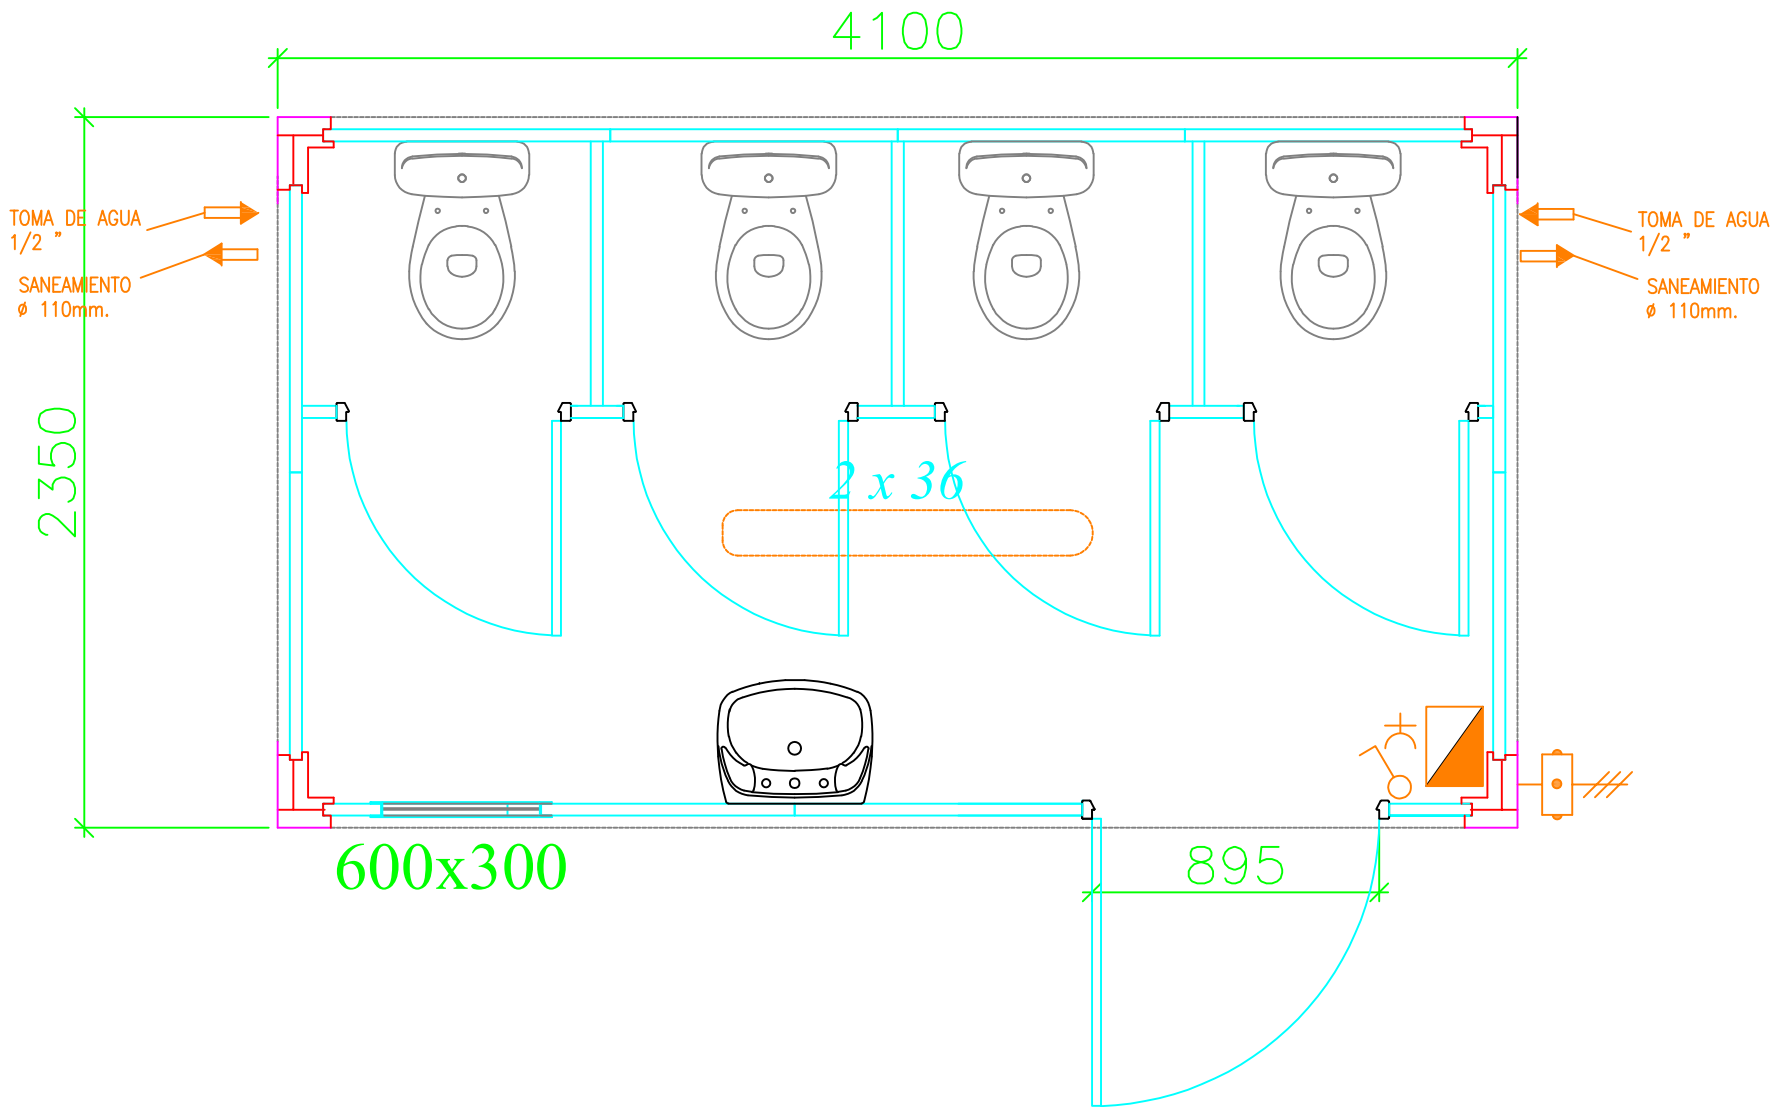 4100
TOMA DE AGUA
1/2 "
SANEAMIENTO
ø 110mm.
TOMA DE AGUA
1/2 "
SANEAMIENTO
ø 110mm.
2350
2 x 36
600x300
895